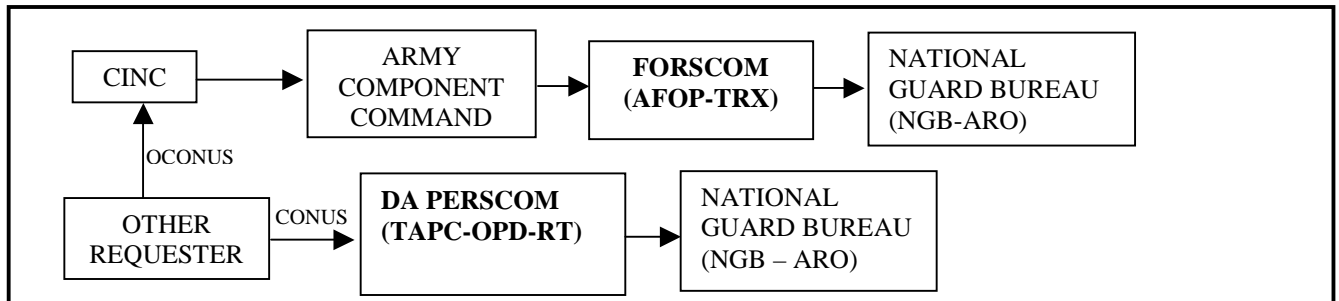 CINC
ARMY
COMPONENT
COMMAND
FORSCOM
(AFOP-TRX)
NATIONAL
GUARD BUREAU
(NGB-ARO)
OCONUS
OTHER
REQUESTER
CONUS
DA PERSCOM
(TAPC-OPD-RT)
NATIONAL
GUARD BUREAU
(NGB – ARO)